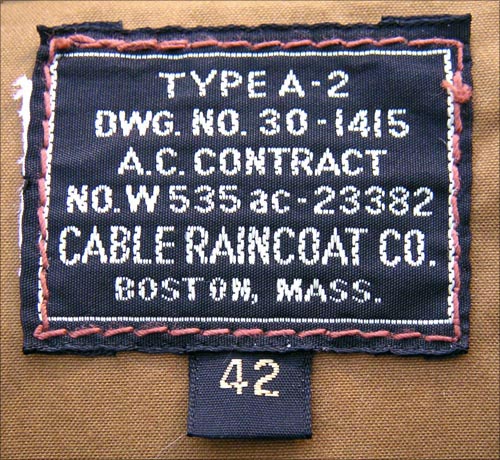 TYPE A-2
DWG. NO. 30-1415
A.C. CONTRACT
NO. W 535 ac-23382
CABLE RAINCOAT CO.
BOSTON, MASS.
42